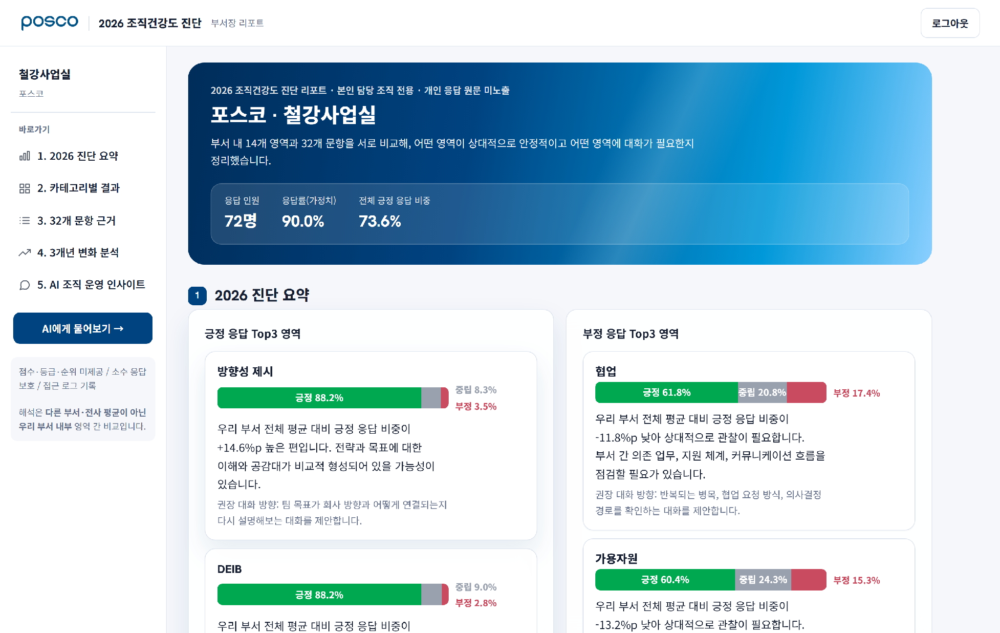 posco
2026 조직건강도 진단 부서장 리포트
로그아웃
철강사업실
포스코
바로가기
1. 2026 진단 요약
2. 카테고리별 결과
3. 32개 문항 근거
4. 3개년 변화 분석
5. AI 조직 운영 인사이트
AI에게 물어보기 →
점수·등급·순위 미제공 / 소수 응답
보호 / 접근 로그 기록
해석은 다른 부서·전사 평균이 아닌
우리 부서 내부 영역 간 비교입니다.
2026 조직건강도 진단 리포트 · 본인 담당 조직 전용 · 개인 응답 원문 미노출
포스코 · 철강사업실
부서 내 14개 영역과 32개 문항을 서로 비교해, 어떤 영역이 상대적으로 안정적이고 어떤 영역에 대화가 필요한지
정리했습니다.
응답 인원
72명
응답률(가정치)
90.0%
전체 긍정 응답 비중
73.6%
1 2026 진단 요약
긍정 응답 Top3 영역
방향성 제시
긍정 88.2%
중립 8.3%
부정 3.5%
우리 부서 전체 평균 대비 긍정 응답 비중이
+14.6%p 높은 편입니다. 전략과 목표에 대한
이해와 공감대가 비교적 형성되어 있을 가능성이
있습니다.
권장 대화 방향: 팀 목표가 회사 방향과 어떻게 연결되는지
다시 설명해보는 대화를 제안합니다.
DEIB
긍정 88.2%
중립 9.0%
부정 2.8%
우리 부서 전체 평균 대비 긍정 응답 비중이
부정 응답 Top3 영역
협업
긍정 61.8%
중립 20.8%
부정 17.4%
우리 부서 전체 평균 대비 긍정 응답 비중이
-11.8%p 낮아 상대적으로 관찰이 필요합니다.
부서 간 의존 업무, 지원 체계, 커뮤니케이션 흐름을
점검할 필요가 있습니다.
권장 대화 방향: 반복되는 병목, 협업 요청 방식, 의사결정
경로를 확인하는 대화를 제안합니다.
가용자원
긍정 60.4%
중립 24.3%
부정 15.3%
우리 부서 전체 평균 대비 긍정 응답 비중이
-13.2%p 낮아 상대적으로 관찰이 필요합니다.